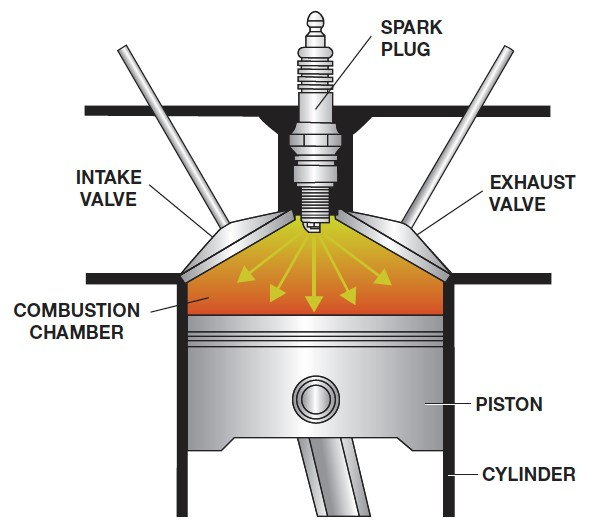 SPARK
PLUG
INTAKE
VALVE
EXHAUST
VALVE
COMBUSTION
CHAMBER
PISTON
CYLINDER